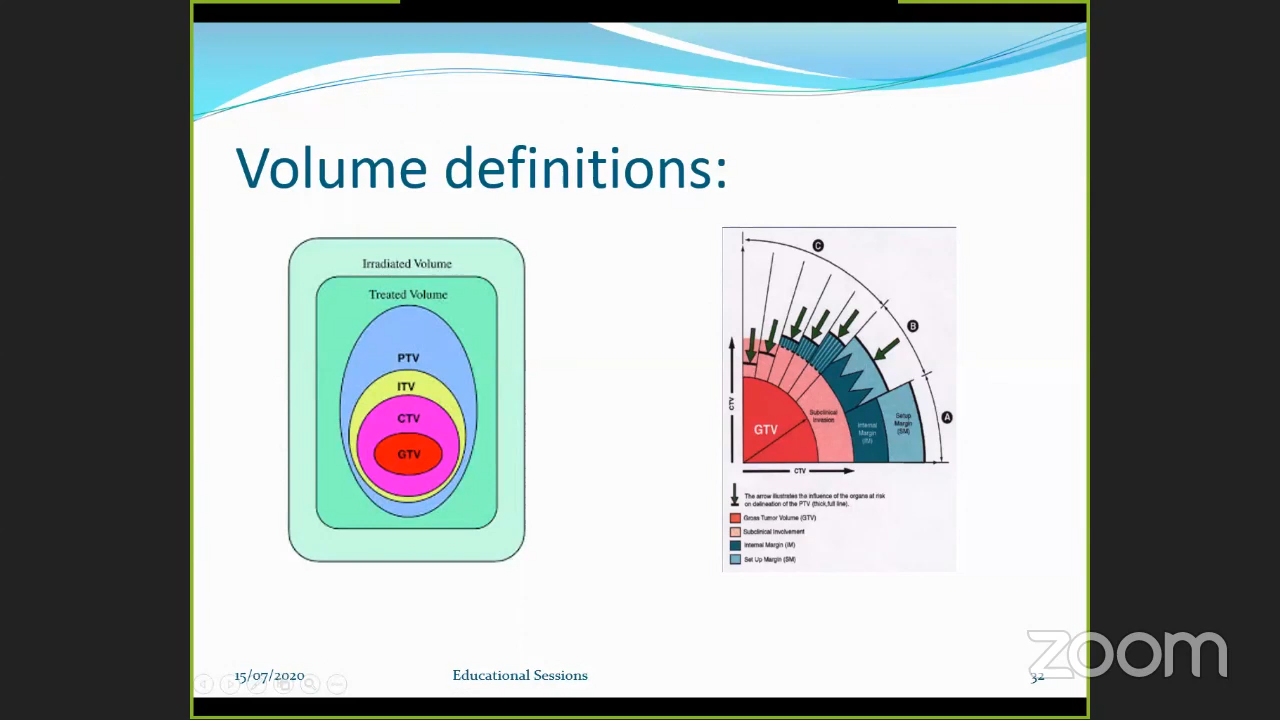 Volume definitions:
Irradiated Volume
Treated Volume
PTV
ITV
CTV
GTV
C
B
A
CTV
GTV
Subclinical
Invasion
Internal
Margin
(IM)
Setup
Margin
(SM)
CTV
The arrow illustrates the influence of the organs at risk
on delineation of the PTV (thick,full line).
Gross Tumor Volume (GTV)
Subclinical Involvement
Internal Margin (IM)
Set Up Margin (SM)
15/07/2020
Educational Sessions
32
zoom